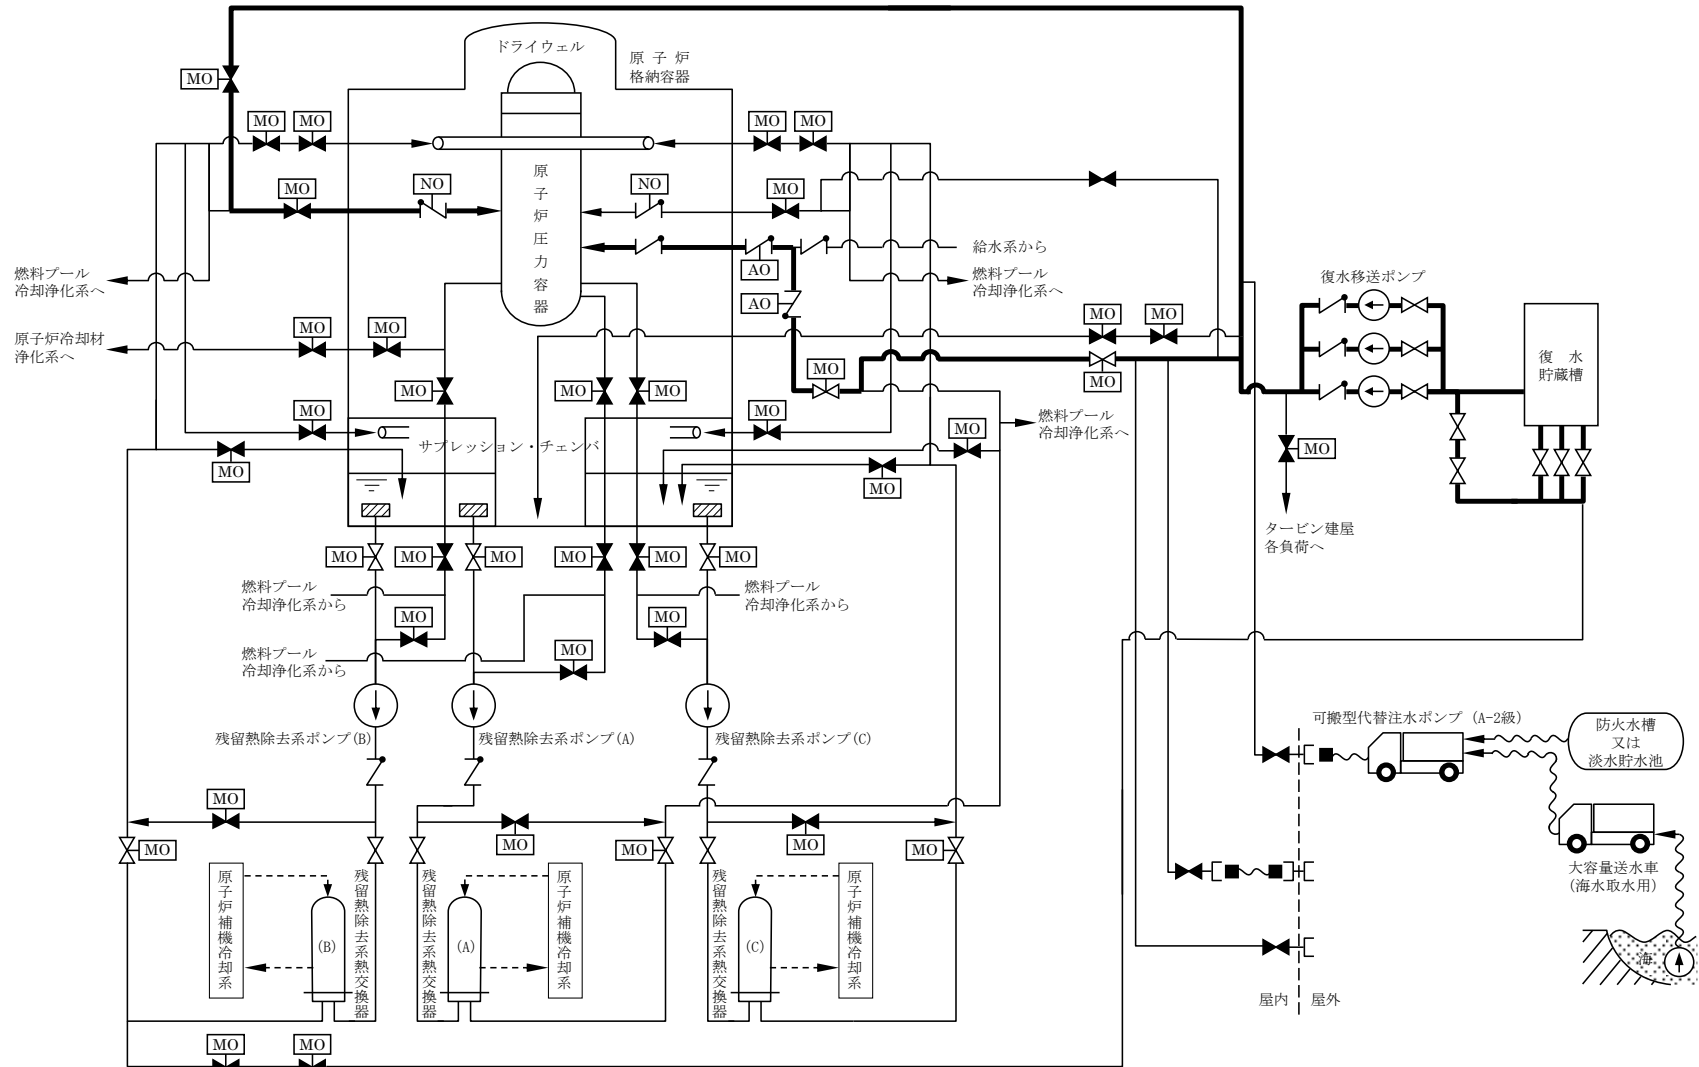 ドライウェル
原子炉
格納容器
MO
MO
MO
MO
MO
MO
NO
NO
MO
原子炉圧力容器
給水系から
AO
AO
燃料プール
冷却浄化系へ
燃料プール
冷却浄化系へ
復水移送ポンプ
MO
MO
原子炉冷却材
浄化系へ
MO
MO
MO
MO
復水
貯蔵槽
MO
MO
MO
MO
MO
燃料プール
冷却浄化系へ
サプレッション・チェンバ
MO
MO
MO
MO
タービン建屋
各負荷へ
MO
MO
MO
MO
MO
MO
燃料プール
冷却浄化系から
燃料プール
冷却浄化系から
MO
MO
MO
燃料プール
冷却浄化系から
残留熱除去系ポンプ(B)
残留熱除去系ポンプ(A)
残留熱除去系ポンプ(C)
可搬型代替注水ポンプ (A-2級)
防火水槽
又は
淡水貯水池
MO
MO
MO
MO
MO
MO
大容量送水車
(海水取水用)
原子炉補機冷却系
(B)
残留熱除去系熱交換器
残留熱除去系熱交換器
(A)
原子炉補機冷却系
残留熱除去系熱交換器
(C)
原子炉補機冷却系
海
屋内
屋外
MO
MO